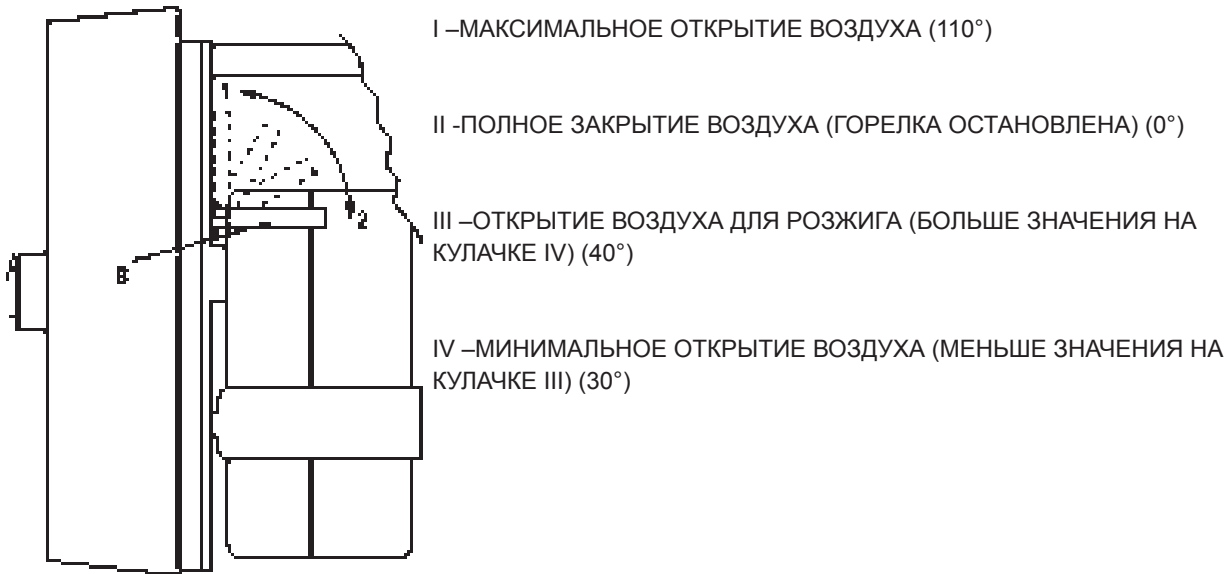 I –МАКСИМАЛЬНОЕ ОТКРЫТИЕ ВОЗДУХА (110°)
II -ПОЛНОЕ ЗАКРЫТИЕ ВОЗДУХА (ГОРЕЛКА ОСТАНОВЛЕНА) (0°)
III –ОТКРЫТИЕ ВОЗДУХА ДЛЯ РОЗЖИГА (БОЛЬШЕ ЗНАЧЕНИЯ НА
КУЛАЧКЕ IV) (40°)
IV –МИНИМАЛЬНОЕ ОТКРЫТИЕ ВОЗДУХА (МЕНЬШЕ ЗНАЧЕНИЯ НА
КУЛАЧКЕ III) (30°)
1
2